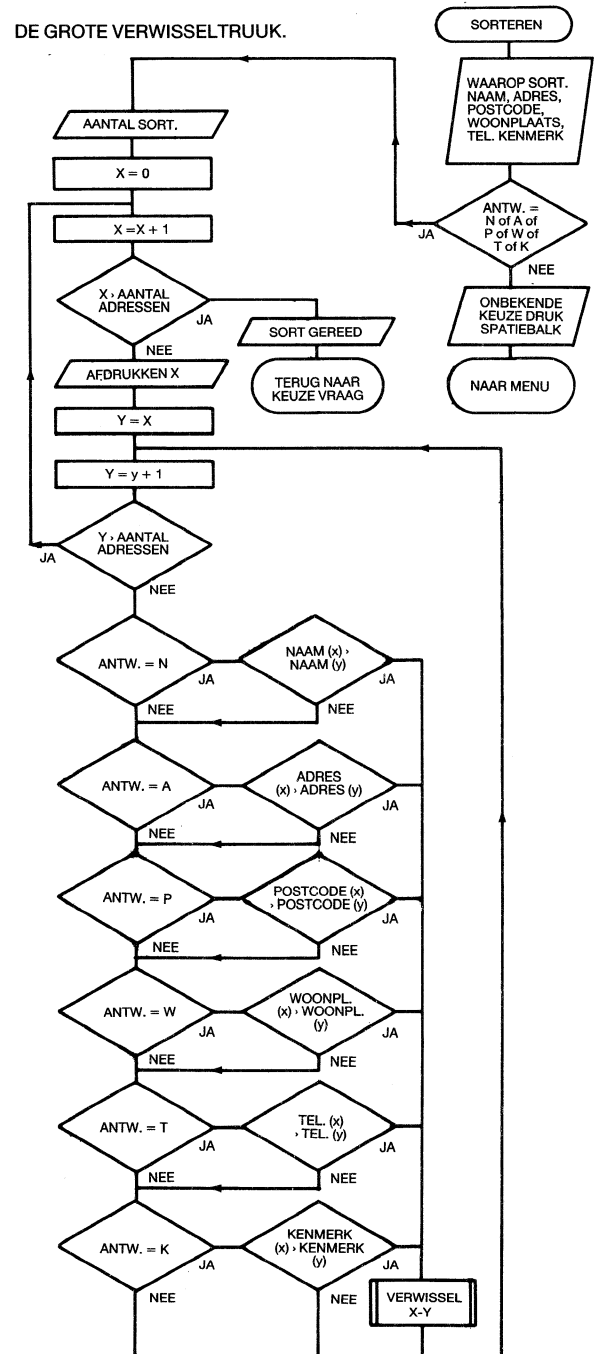 DE GROTE VERWISSELTRUUK.
SORTEREN
WAAROP SORT.
NAAM, ADRES,
POSTCODE,
WOONPLAATS,
TEL. KENMERK
ANTW. =
N of A of
P of W of
T of K
JA
NEE
ONBEKENDE
KEUZE DRUK
SPATIEBALK
NAAR MENU
AANTAL SORT.
X = 0
X =X + 1
X › AANTAL
ADRESSEN
JA
NEE
SORT GEREED
TERUG NAAR
KEUZE VRAAG
AFDRUKKEN X
Y = X
Y = y + 1
Y › AANTAL
ADRESSEN
JA
NEE
ANTW. = N
JA
NEE
NAAM (x) ›
NAAM (y)
JA
NEE
ANTW. = A
JA
NEE
ADRES
(x) › ADRES (y)
JA
NEE
ANTW. = P
JA
NEE
POSTCODE (x)
› POSTCODE (y)
JA
NEE
ANTW. = W
JA
NEE
WOONPL.
(x) › WOONPL.
(y)
JA
NEE
ANTW. = T
JA
NEE
TEL. (x)
› TEL. (y)
JA
NEE
ANTW. = K
JA
NEE
KENMERK
(x) › KENMERK
(y)
JA
NEE
VERWISSEL
X-Y